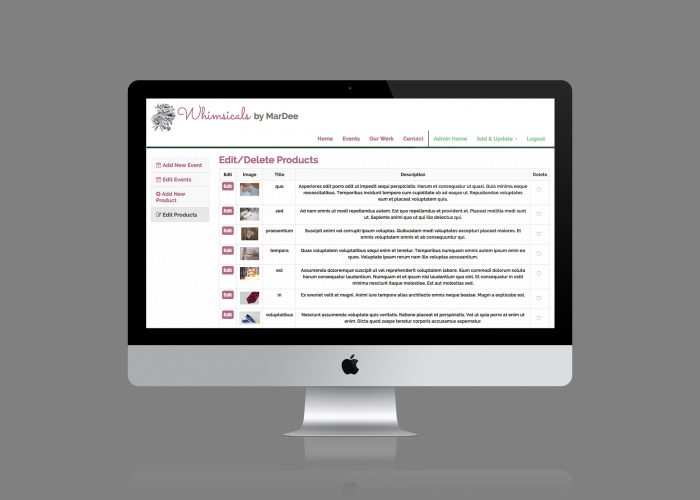 Whimsicals by MarDee
Home Events Our Work Contact Admin Home Add & Update Logout
Add New Event
Edit Events
Add New
Product
Edit Products
Edit/Delete Products
Edit Image Title Description Delete
Edit quo Asperiores edit porro odit ut impedit sequi perspiciatis. Harum et consequatur ut quasi. Quis minima eaque
necessitatibus. Temporibus incidunt tempore cum cupiditate ab ad eaque ut. Repudiandae voluptates
eum et placeat voluptatem quia.
Edit sed Ad nam omnis ut modi repellendus autem. Est quo repellendus et provident et. Placeat mollitia modi sunt
ut. Sapiente animi quo ut qui illo delectus qui.
Edit praesentium Suscipit animi vel corrupti ipsum voluptas. Quibusdam modi voluptates excepturi placeat maiores. Et
omnis voluptatem omnis et ab consequuntur qui.
Edit tempora Quas voluptatem voluptatibus sequi enim et tenetur. Temporibus numquam omnis autem ipsum enim ea
ques. Voluptate ipsam rerum nam illo voluptas accusantium.
Edit est Assumenda doloremque suscipit ut vel reprehenderit voluptatem labore. Illum commodi dolorum soluta
harum consequatur laudantium. Numquam et et ipsum nisi laudantium quo sint. Et consequatur in velit
minima nesciunt itaque molestiae. Est aut molestias sed.
Edit in Ex eveniet velit et magni. Animi iure tempore alias architecto omnis neque beatae. Magni a explicabo est.
Edit voluptatibus Nesciunt assumenda voluptate quis veritatis. Ratione placeat et perspiciatis. Vel ut quia porro at enim ut
enim. Dicta quod saepe tenetur corporis accusamus aspernatur.